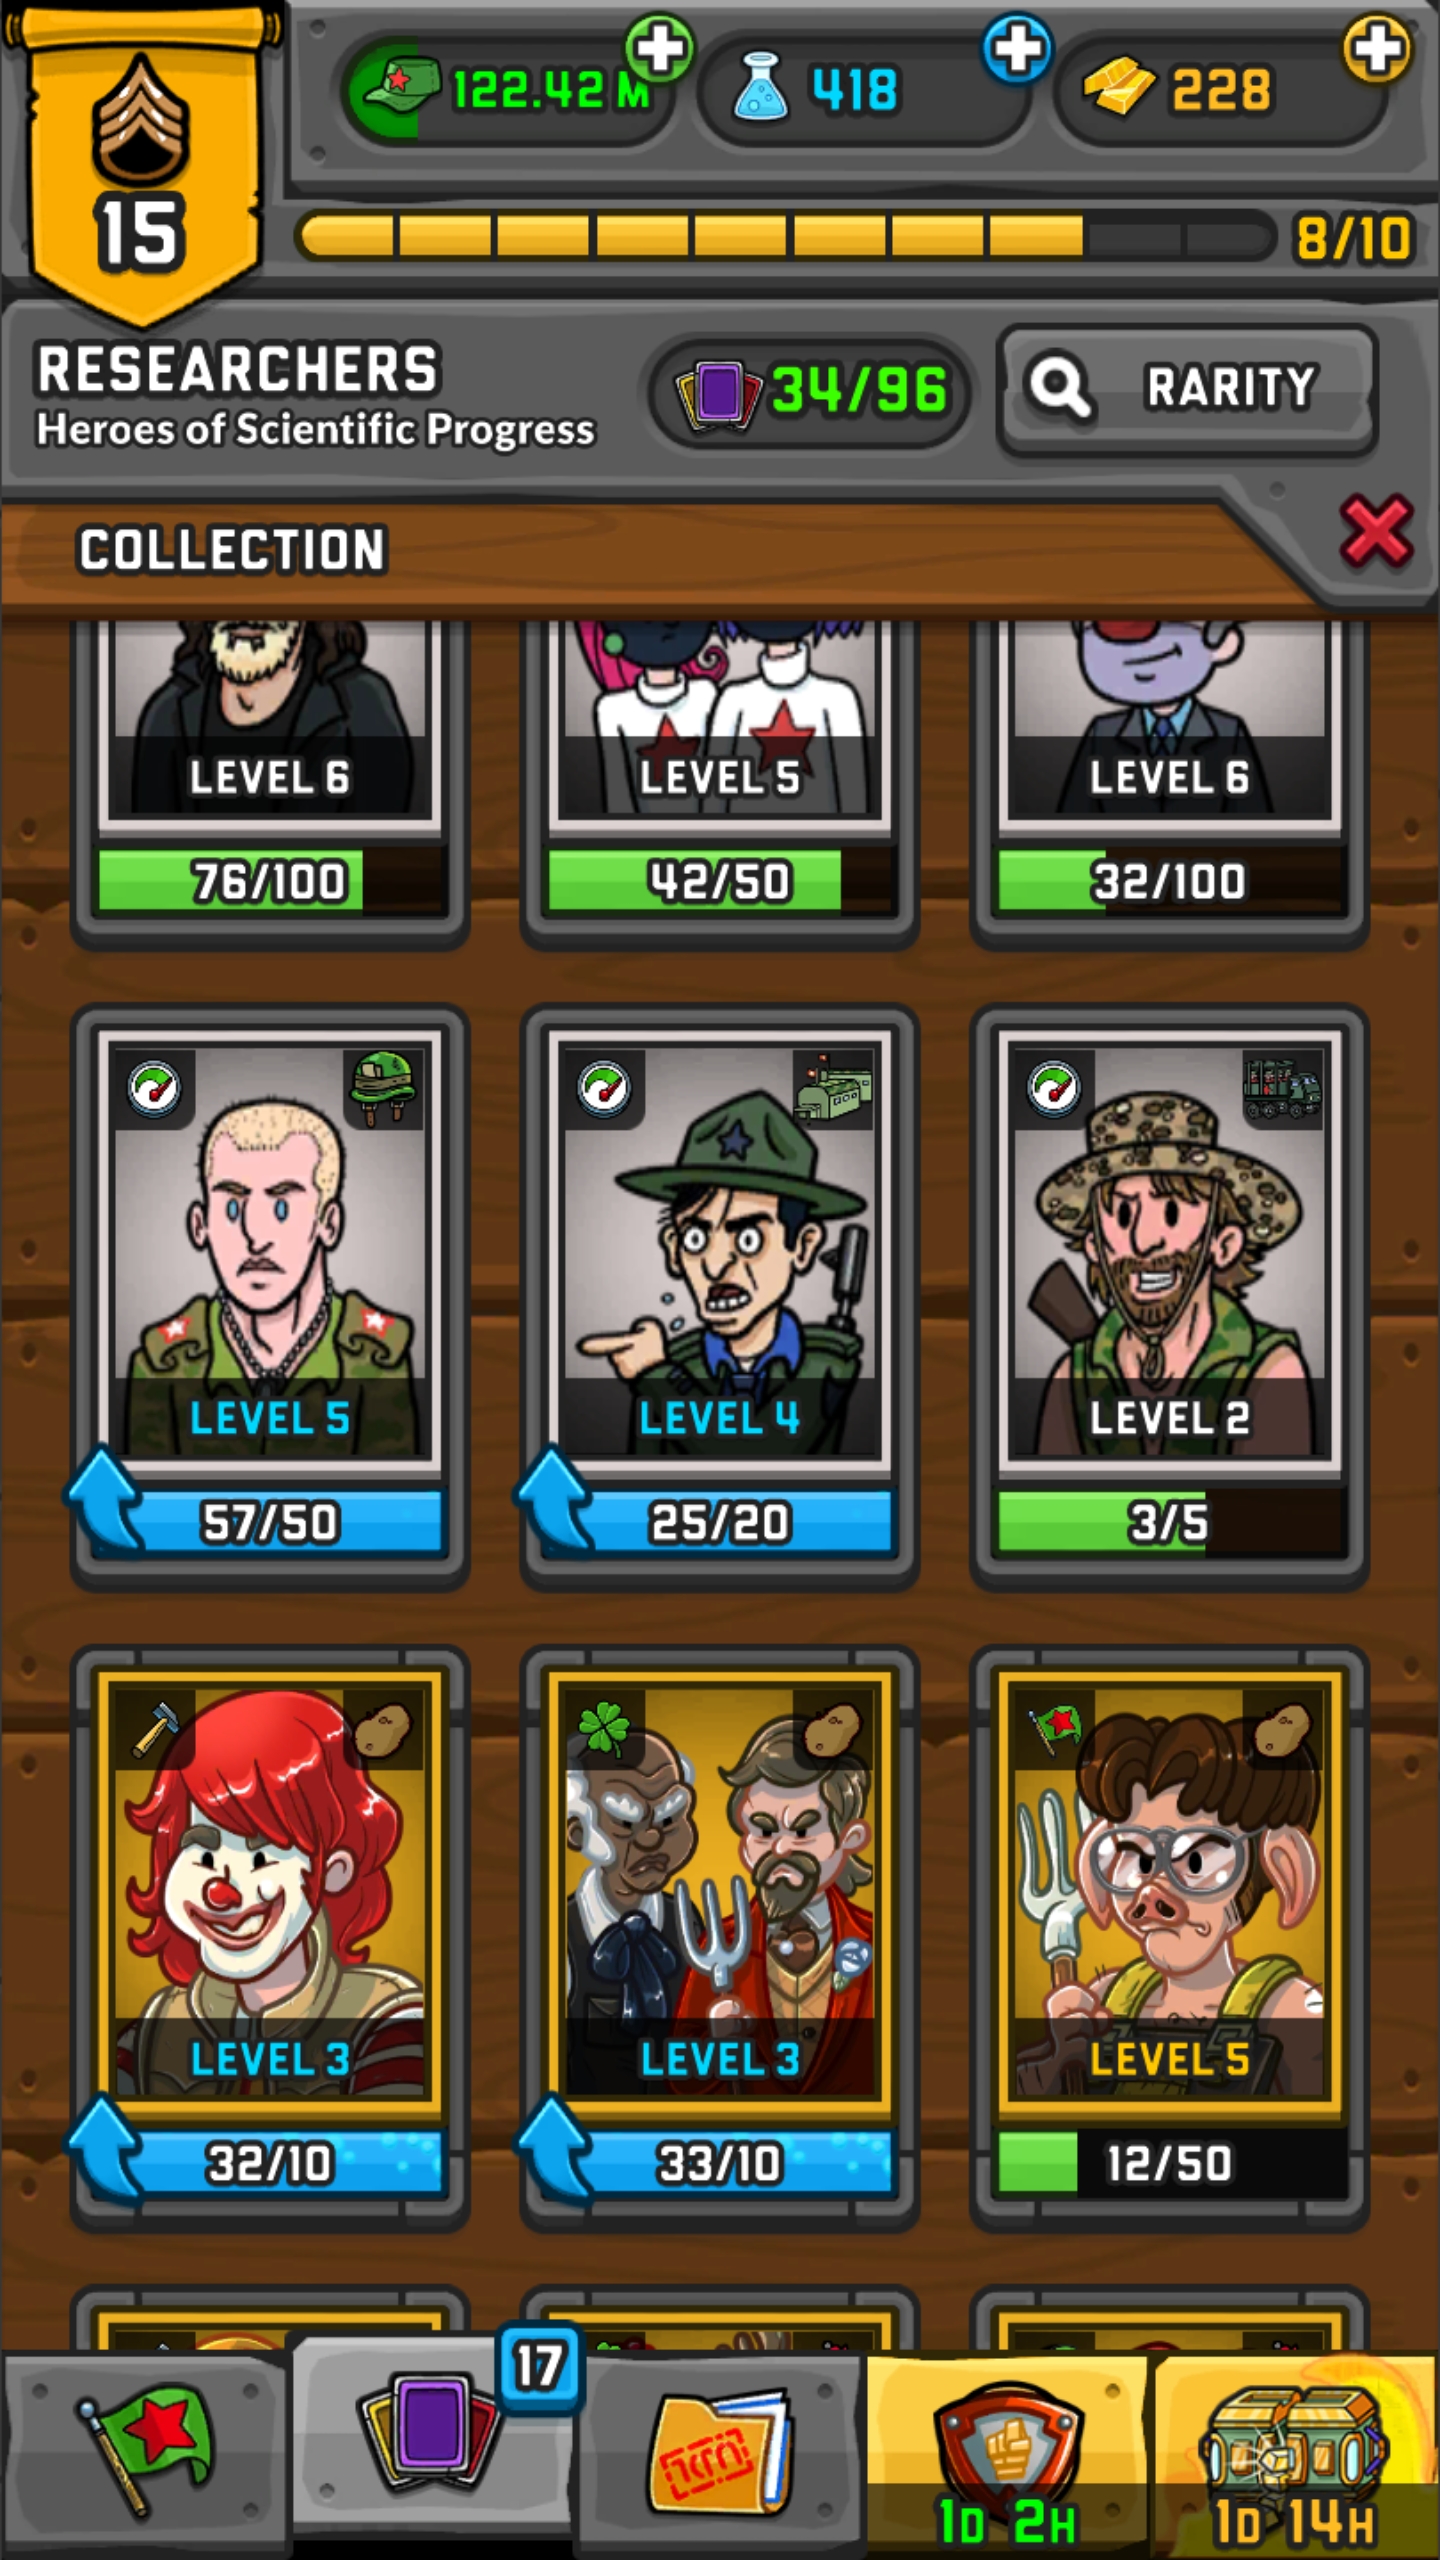 122.42 M
418
228
15
8/10
RESEARCHERS
Heroes of Scientific Progress
34/96
RARITY
COLLECTION
LEVEL 6
LEVEL 5
LEVEL 6
76/100
42/50
32/100
LEVEL 5
LEVEL 4
LEVEL 2
57/50
25/20
3/5
LEVEL 3
LEVEL 3
LEVEL 5
32/10
33/10
12/50
17
1D 2H
1D 14H